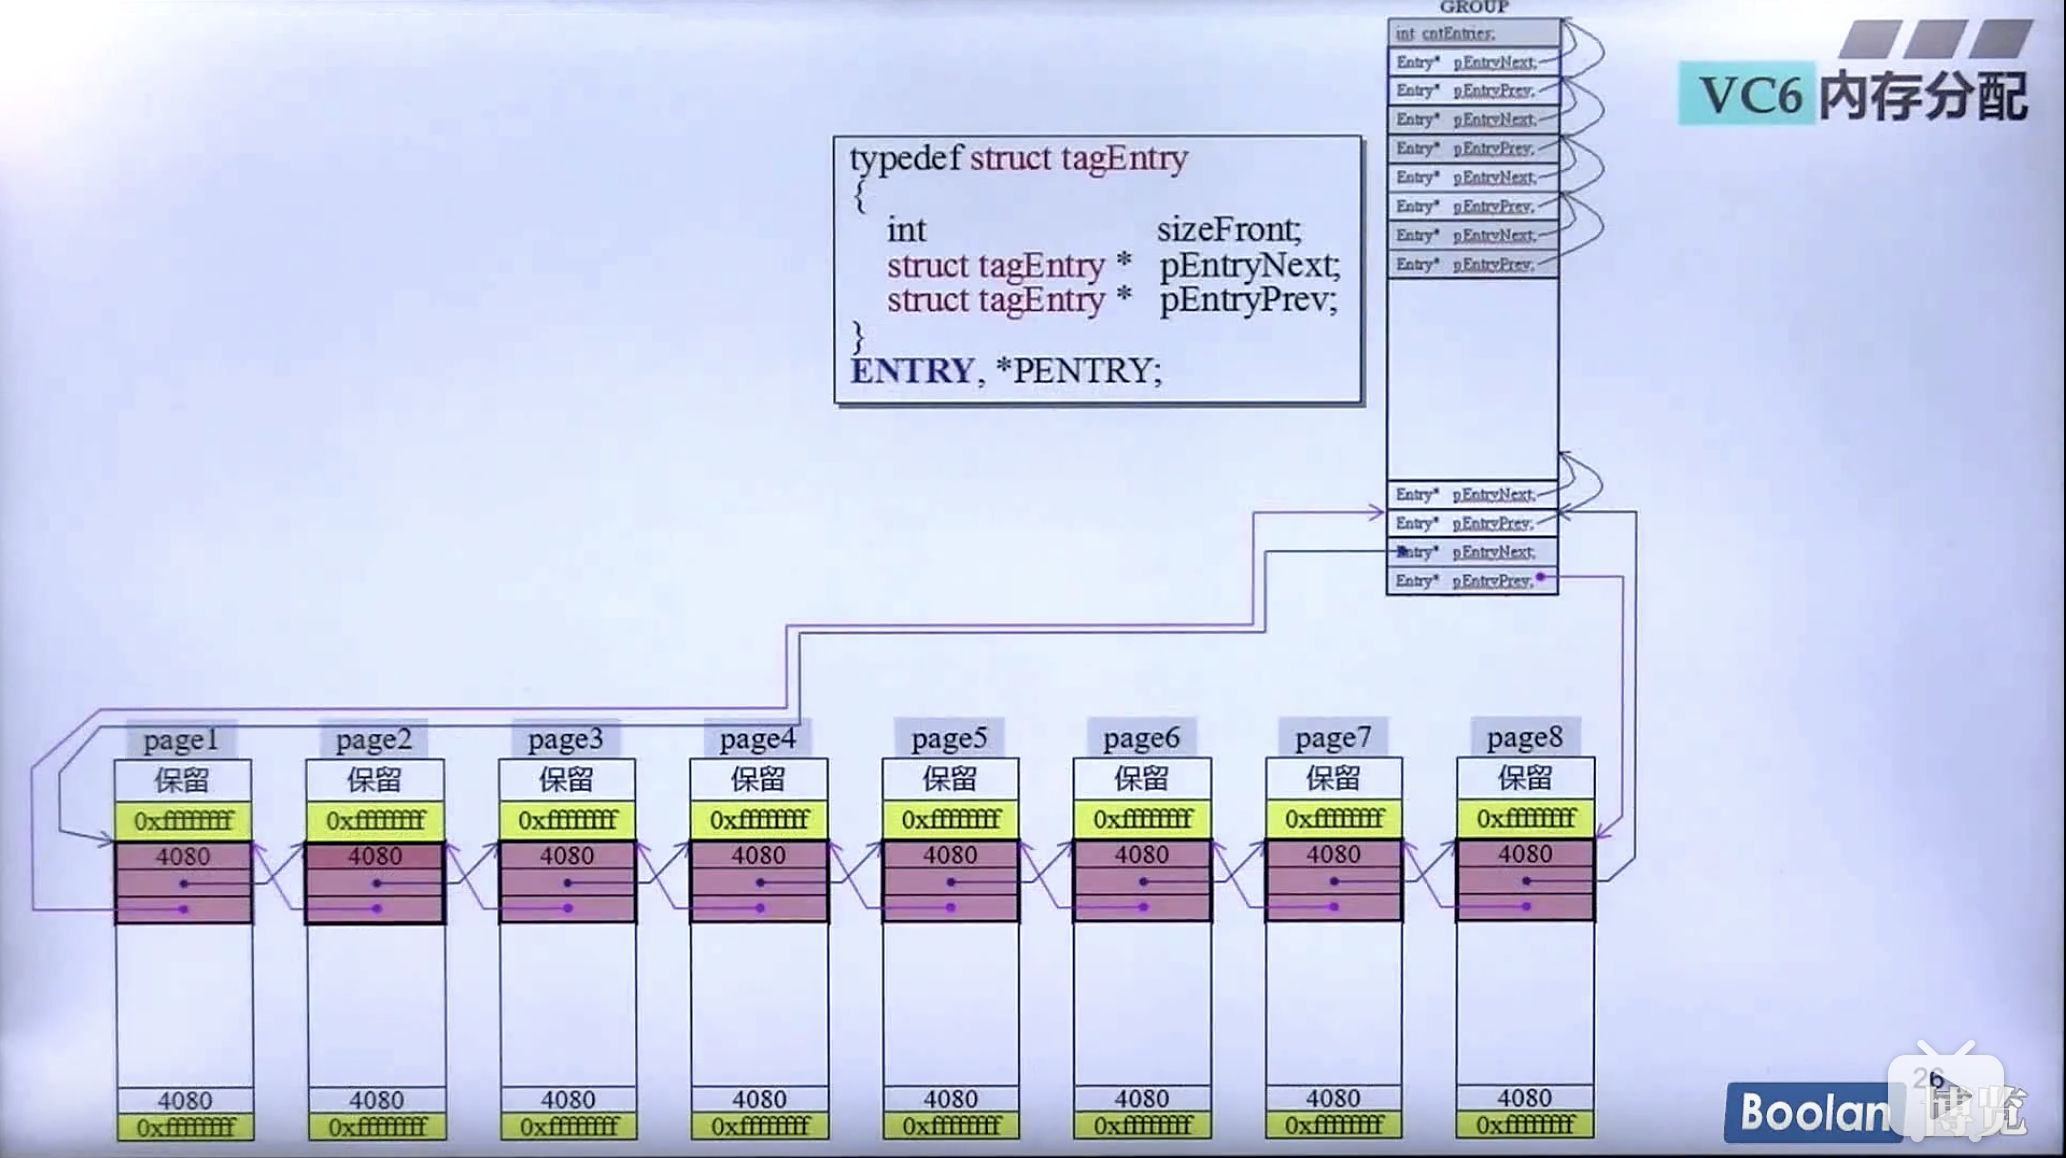 GROUP
int cntEntries;
Entry* pEntryNext;
Entry* pEntryPrev;
Entry* pEntryNext;
Entry* pEntryPrev;
Entry* pEntryNext;
Entry* pEntryPrev;
Entry* pEntryNext;
Entry* pEntryPrev;
VC6 内存分配
typedef struct tagEntry
{
int sizeFront;
struct tagEntry * pEntryNext;
struct tagEntry * pEntryPrev;
}
ENTRY, *PENTRY;
Entry* pEntryNext;
Entry* pEntryPrev;
Entry* pEntryNext;
Entry* pEntryPrev;
page1 page2 page3 page4 page5 page6 page7 page8
保留 保留 保留 保留 保留 保留 保留 保留
0xffffffff 0xffffffff 0xffffffff 0xffffffff 0xffffffff 0xffffffff 0xffffffff 0xffffffff
4080 4080 4080 4080 4080 4080 4080 4080
4080 4080 4080 4080 4080 4080 4080 4080
0xffffffff 0xffffffff 0xffffffff 0xffffffff 0xffffffff 0xffffffff 0xffffffff 0xffffffff
26
Boolan 博览